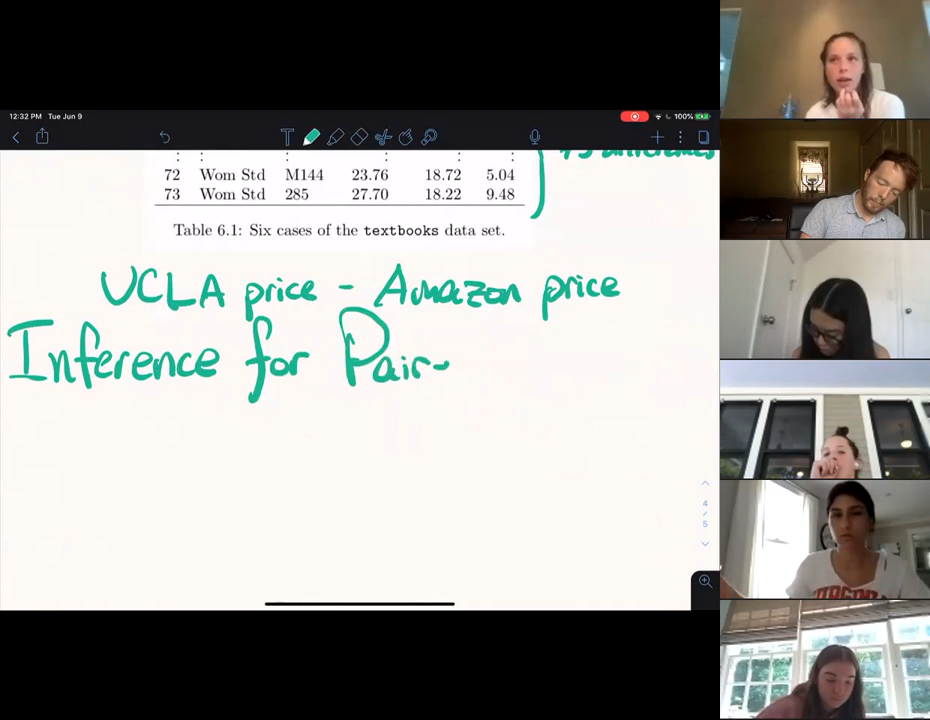 12:32 PM Tue Jun 9
100%
72 Wom Std M144 23.76 18.72 5.04
73 Wom Std 285 27.70 18.22 9.48
Table 6.1: Six cases of the textbooks data set.
UCLA price - Amazon price
Inference for Pair
4
/
5